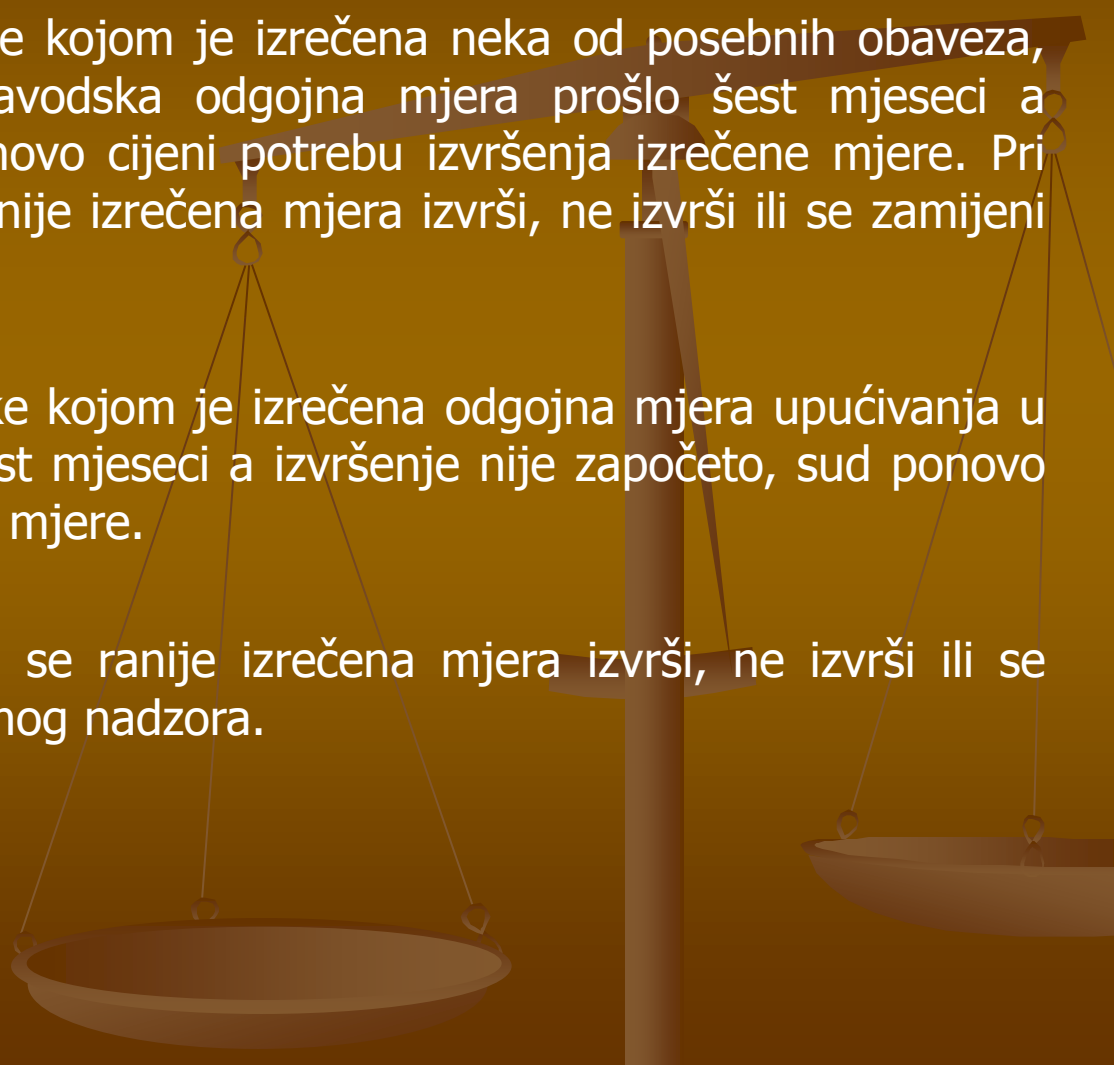 e kojom je izrečena neka od posebnih obaveza,
avodska odgojna mjera prošlo šest mjeseci a
novo cijeni potrebu izvršenja izrečene mjere. Pri
nije izrečena mjera izvrši, ne izvrši ili se zamijeni
ke kojom je izrečena odgojna mjera upućivanja u
st mjeseci a izvršenje nije započeto, sud ponovo
mjere.
se ranije izrečena mjera izvrši, ne izvrši ili se
nog nadzora.